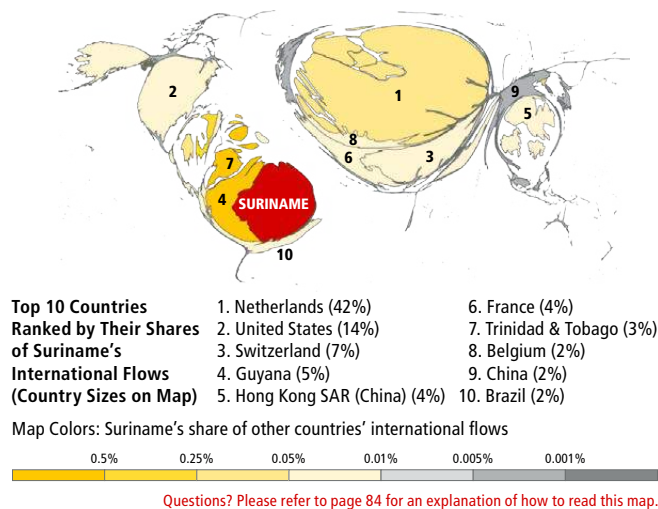 1
2
9
5
8
6
3
7
4
SURINAME
10
Top 10 Countries
Ranked by Their Shares
of Suriname's
International Flows
(Country Sizes on Map)
1. Netherlands (42%)
2. United States (14%)
3. Switzerland (7%)
4. Guyana (5%)
5. Hong Kong SAR (China) (4%)
6. France (4%)
7. Trinidad & Tobago (3%)
8. Belgium (2%)
9. China (2%)
10. Brazil (2%)
Map Colors: Suriname's share of other countries' international flows
0.5% 0.25% 0.05% 0.01% 0.005% 0.001%
Questions? Please refer to page 84 for an explanation of how to read this map.